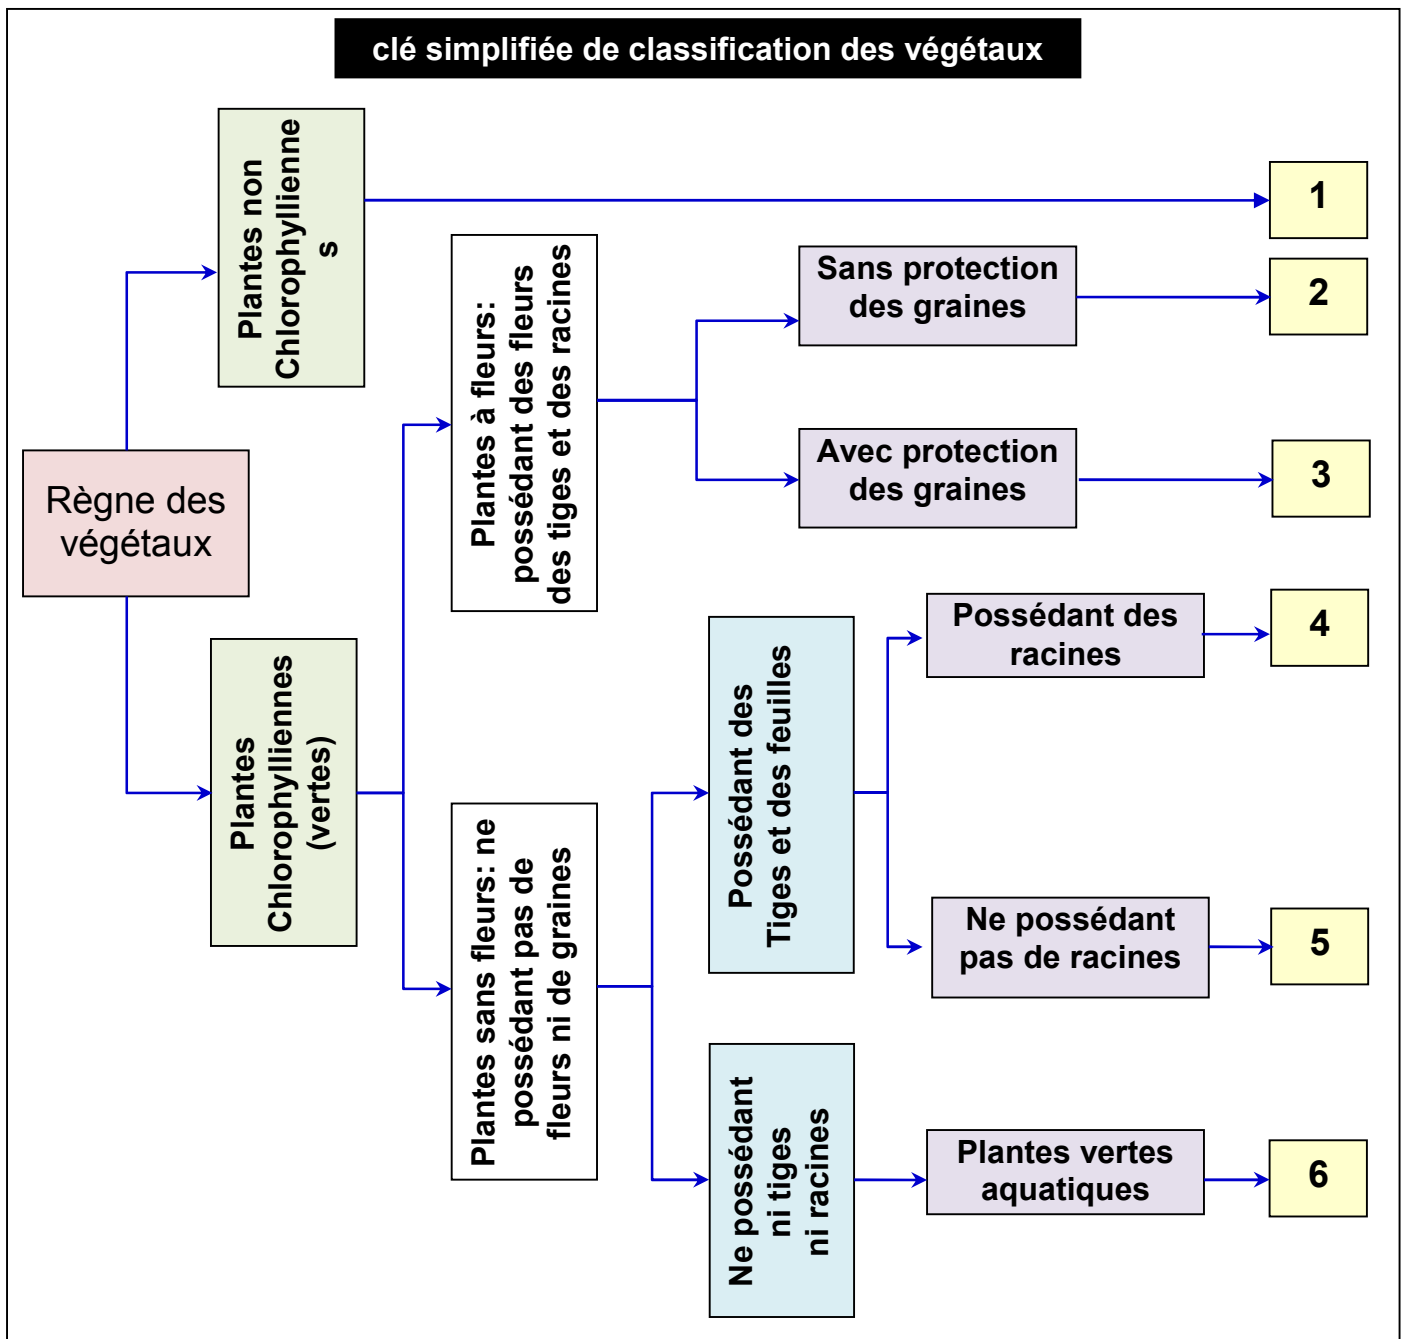 clé simplifiée de classification des végétaux
Plantes non
Chlorophyllienne
s
1
Plantes à fleurs:
possédant des fleurs
des tiges et des racines
Sans protection
des graines
2
Avec protection
des graines
3
Règne des
végétaux
Plantes
Chlorophylliennes
(vertes)
Plantes sans fleurs: ne
possédant pas de
fleurs ni de graines
Possédant des
Tiges et des feuilles
Possédant des
racines
4
Ne possédant
pas de racines
5
Ne possédant
ni tiges
ni racines
Plantes vertes
aquatiques
6